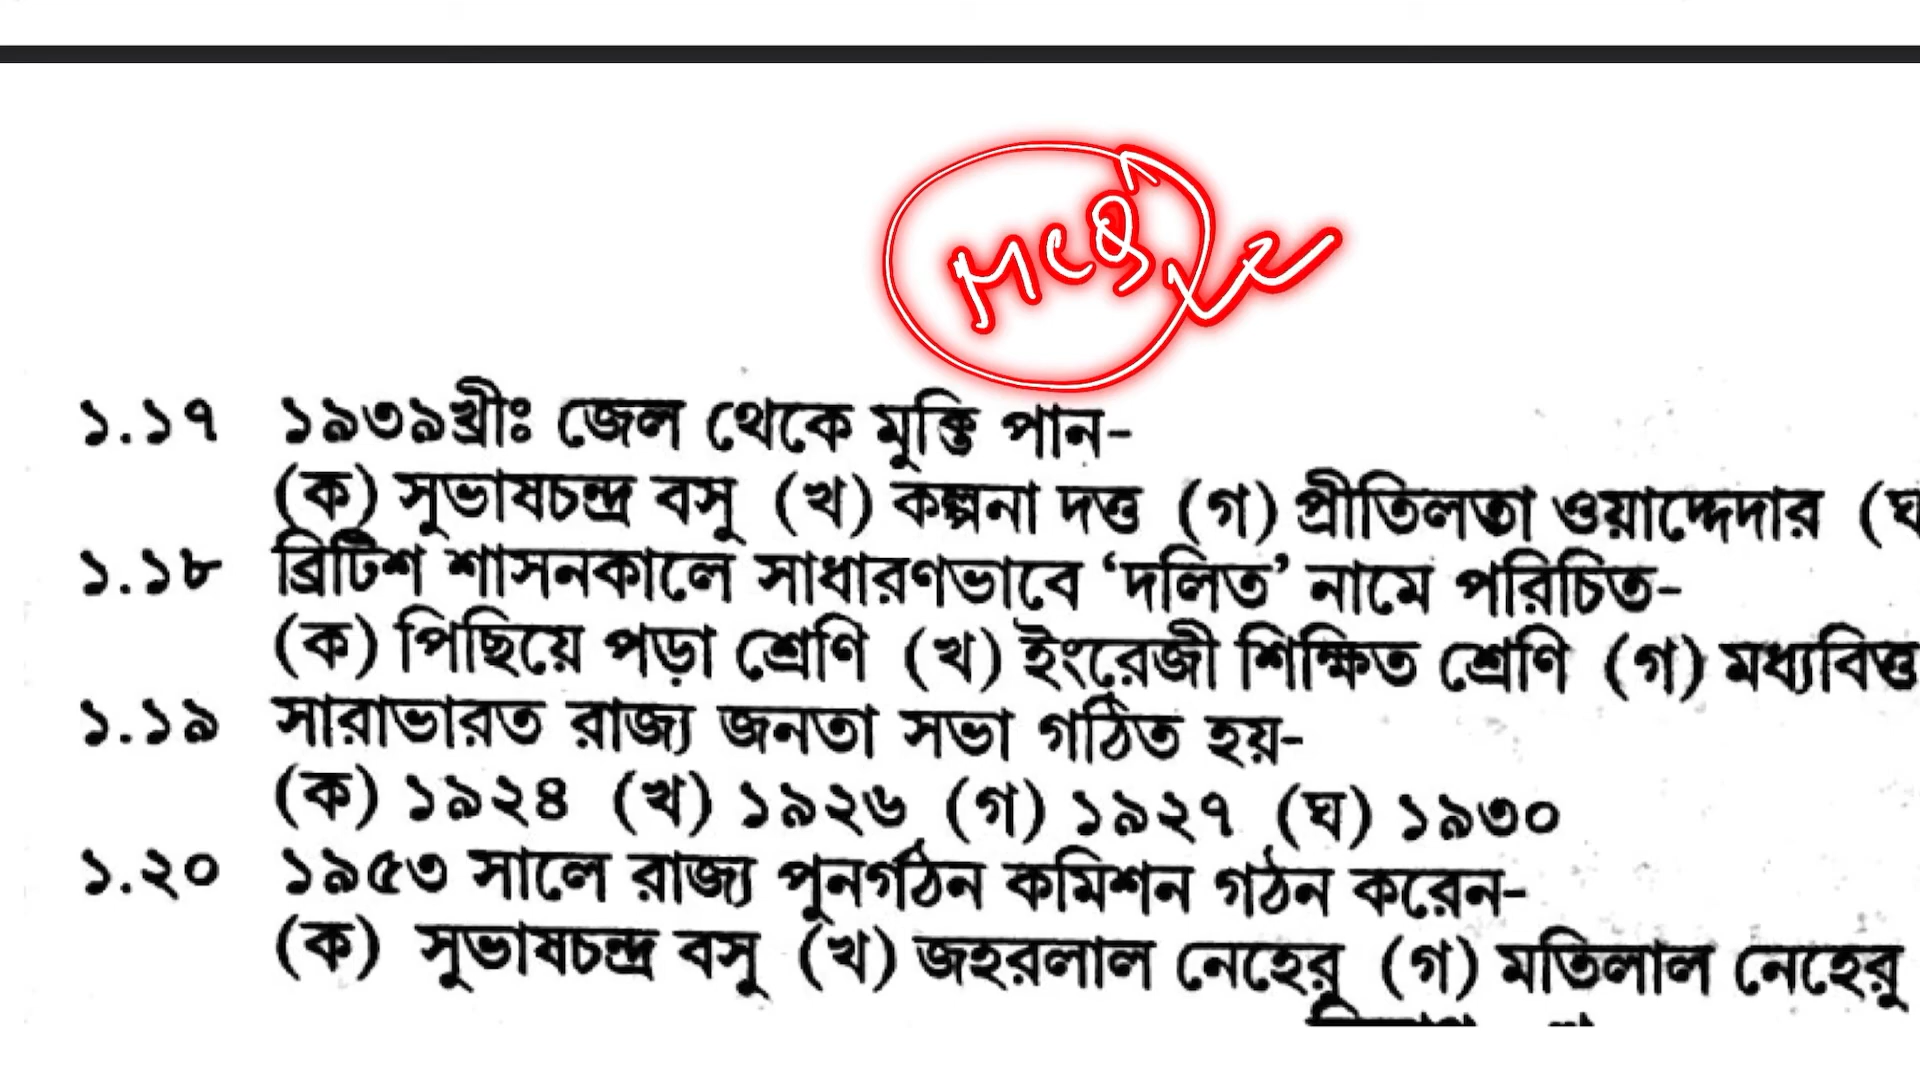 MCQ
১.১৭ ১৯৩৯খ্রীঃ জেল থেকে মুক্তি পান-
(ক) সুভাষচন্দ্র বসু (খ) কল্পনা দত্ত (গ) প্রীতিলতা ওয়াদ্দেদার (ঘ
১.১৮ ব্রিটিশ শাসনকালে সাধারণভাবে ‘দলিত’ নামে পরিচিত-
(ক) পিছিয়ে পড়া শ্রেণি (খ) ইংরেজী শিক্ষিত শ্রেণি (গ) মধ্যবিত্ত
১.১৯ সারাভারত রাজ্য জনতা সভা গঠিত হয়-
(ক) ১৯২৪ (খ) ১৯২৬ (গ) ১৯২৭ (ঘ) ১৯৩০
১.২০ ১৯৫৩ সালে রাজ্য পুনর্গঠন কমিশন গঠন করেন-
(ক) সুভাষচন্দ্র বসু (খ) জহরলাল নেহেরু (গ) মতিলাল নেহেরু